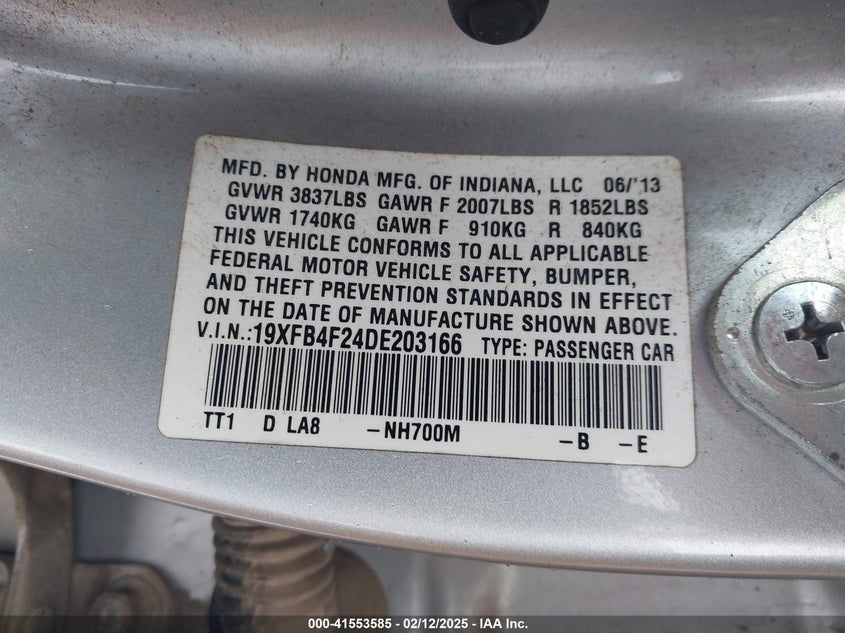 MFD. BY HONDA MFG. OF INDIANA, LLC 06/'13
GVWR 3837LBS GAWR F 2007LBS R 1852LBS
GVWR 1740KG GAWR F 910KG R 840KG
THIS VEHICLE CONFORMS TO ALL APPLICABLE
FEDERAL MOTOR VEHICLE SAFETY, BUMPER,
AND THEFT PREVENTION STANDARDS IN EFFECT
ON THE DATE OF MANUFACTURE SHOWN ABOVE.
V.I.N.:19XFB4F24DE203166 TYPE: PASSENGER CAR
TT1 D LA8 –NH700M –B –E
000-41553585 - 02/12/2025 - IAA Inc.